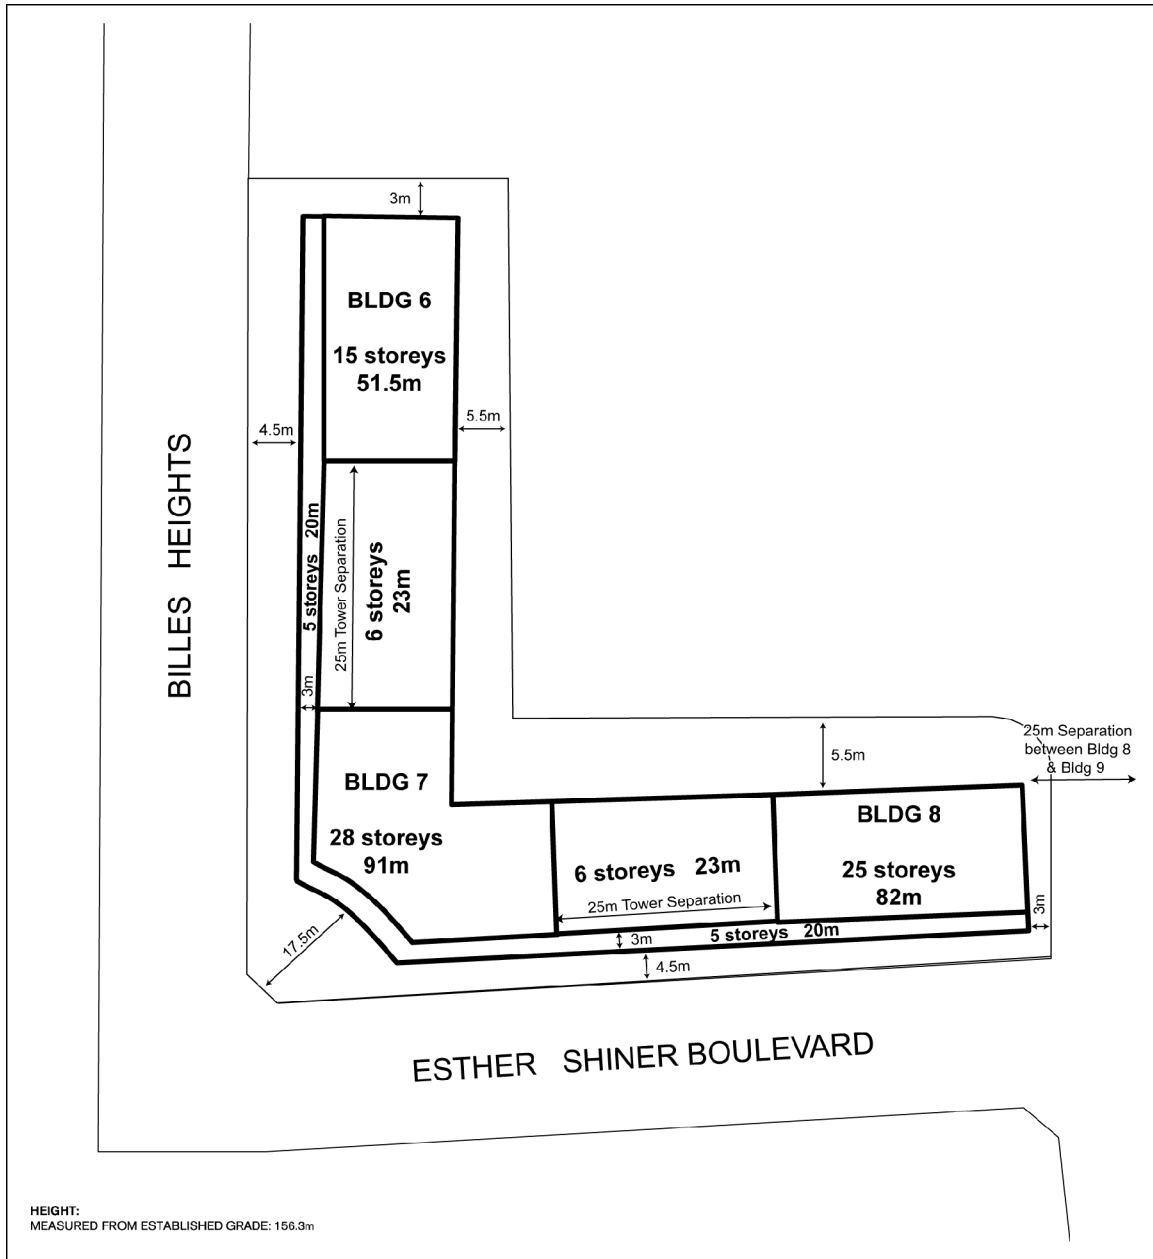 3m
BLDG 6
15 storeys
51.5m
4.5m
5.5m
BILLES HEIGHTS
5 storeys 20m
25m Tower Separation
6 storeys
23m
3m
BLDG 7
28 storeys
91m
17.5m
5.5m
25m Separation
between Bldg 8
& Bldg 9
BLDG 8
25 storeys
82m
6 storeys 23m
25m Tower Separation
3m
3m
5 storeys 20m
4.5m
ESTHER SHINER BOULEVARD
HEIGHT:
MEASURED FROM ESTABLISHED GRADE: 156.3m